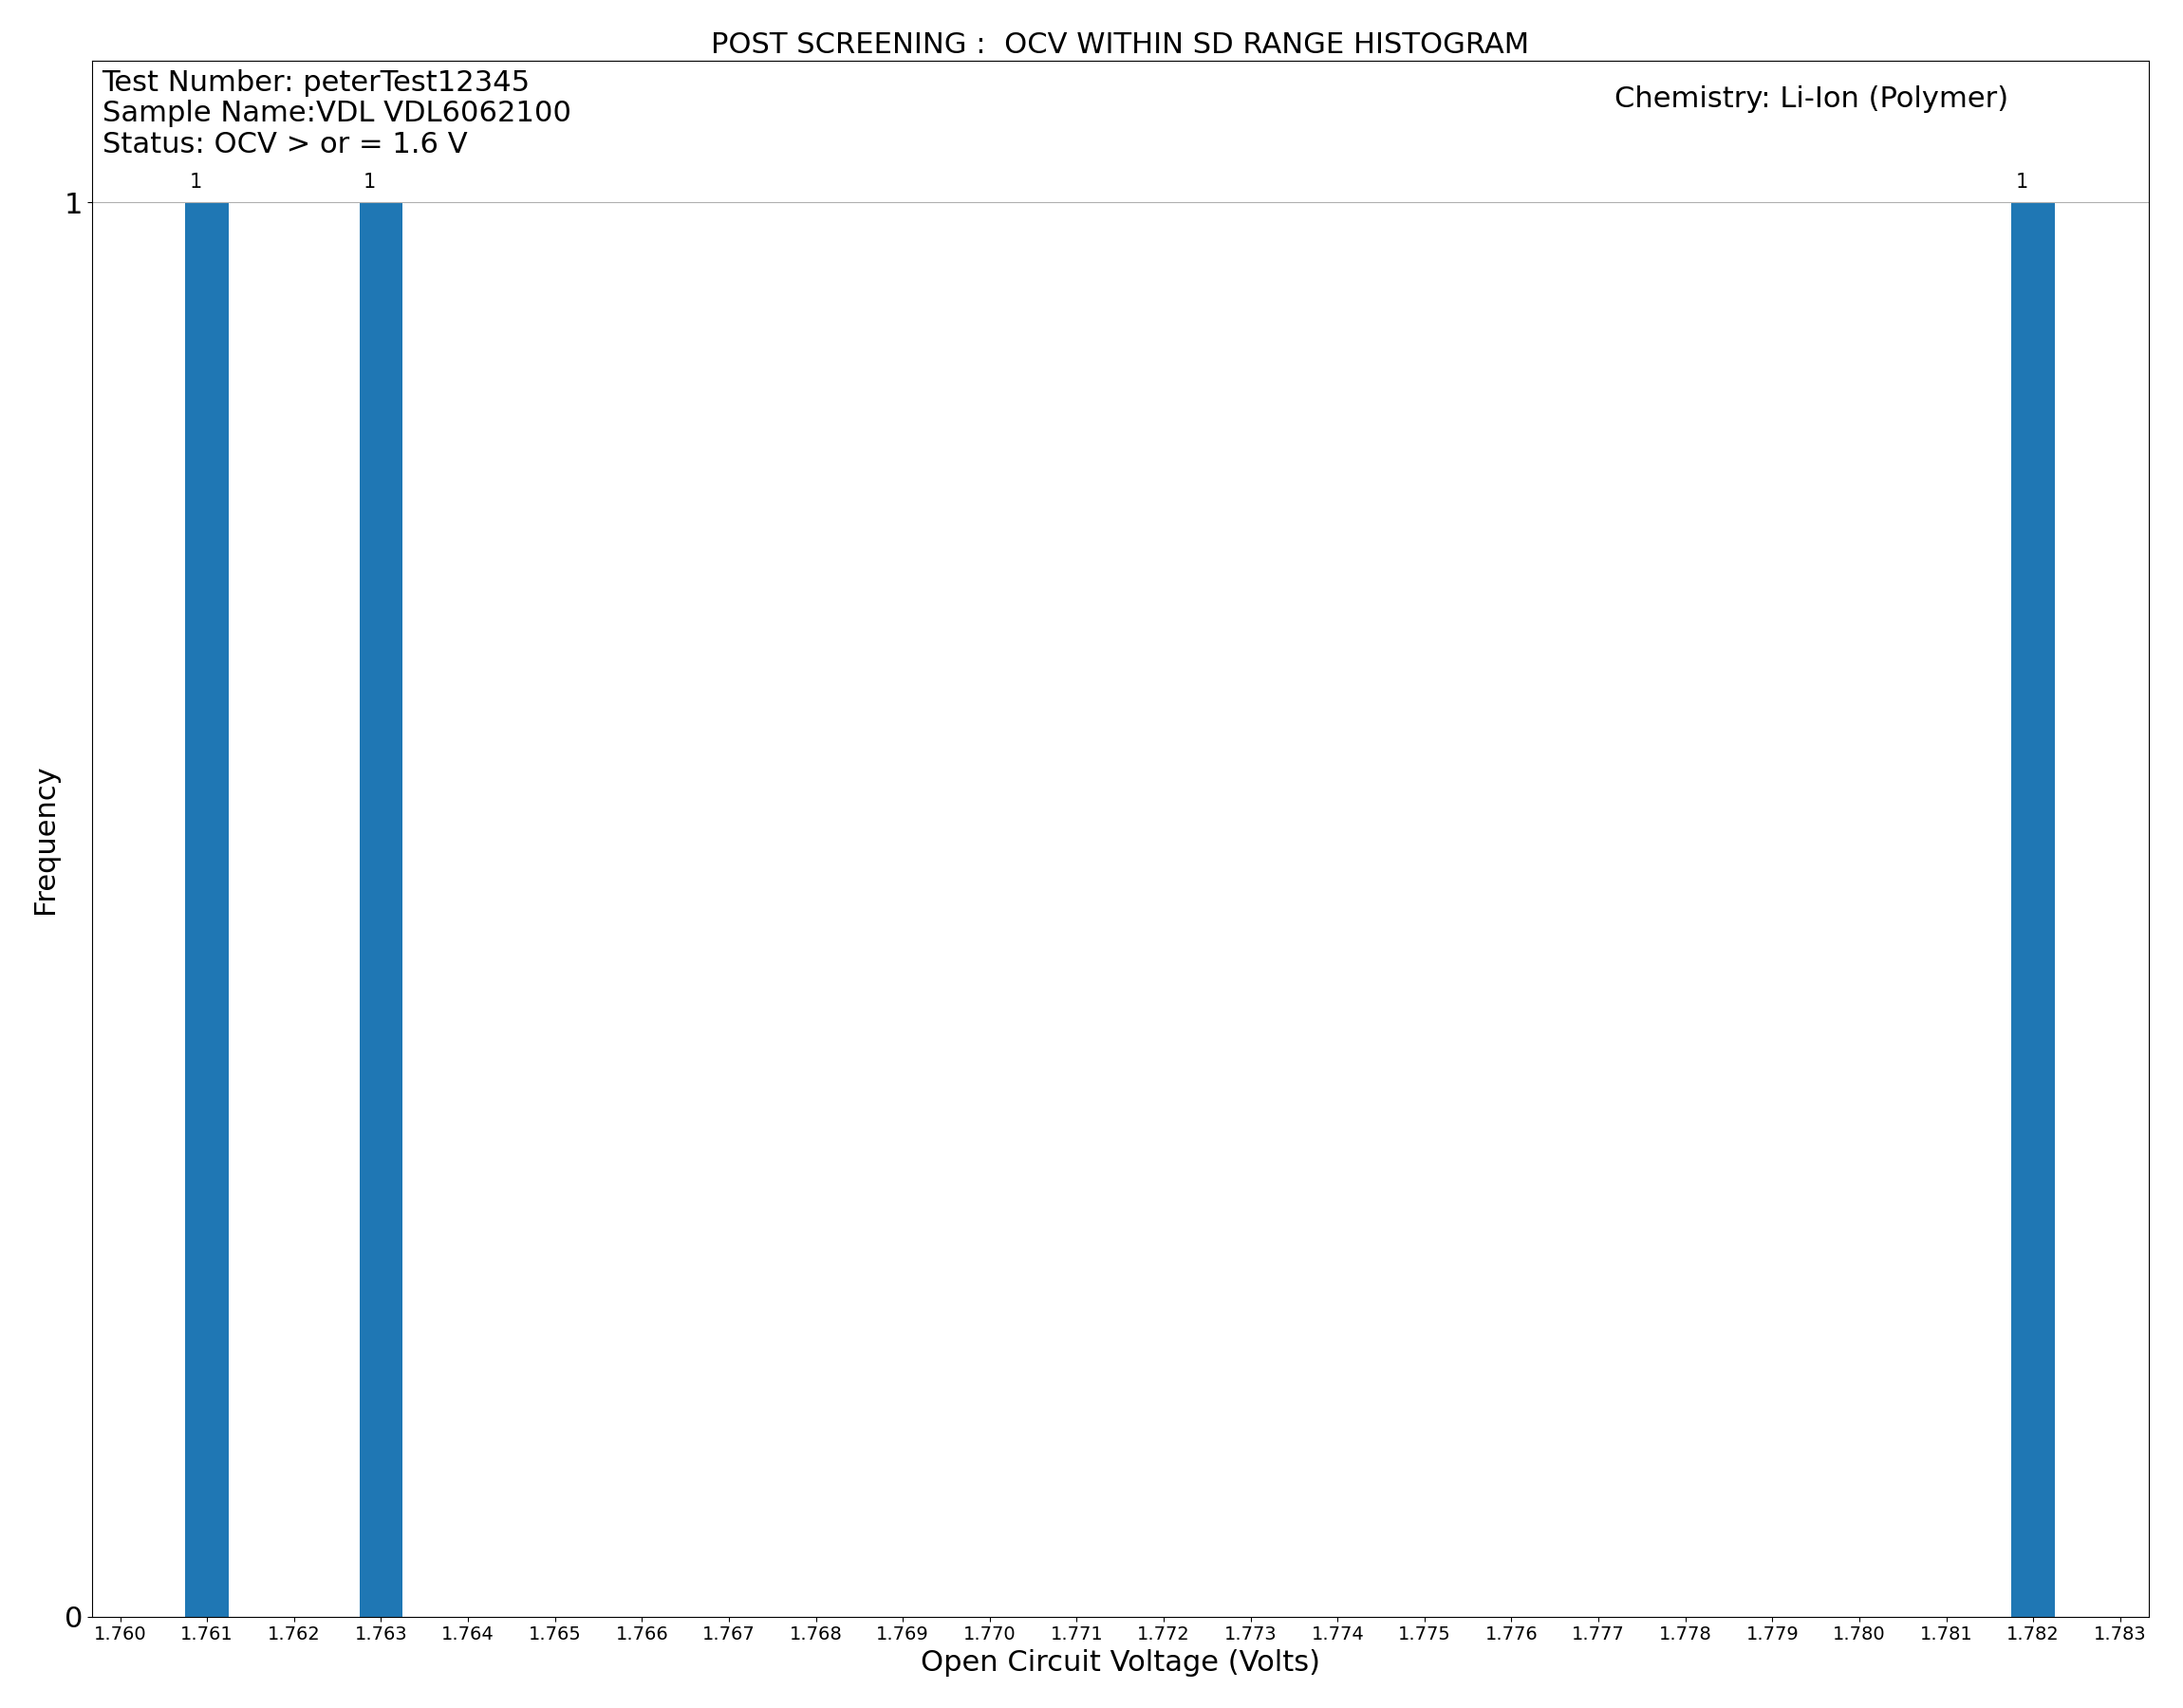 POST SCREENING :  OCV WITHIN SD RANGE HISTOGRAM
Test Number: peterTest12345
Sample Name:VDL VDL6062100
Status: OCV > or = 1.6 V
Chemistry: Li-Ion (Polymer)
1 1 1
1
Frequency
0
1.760 1.761 1.762 1.763 1.764 1.765 1.766 1.767 1.768 1.769 1.770 1.771 1.772 1.773 1.774 1.775 1.776 1.777 1.778 1.779 1.780 1.781 1.782 1.783
Open Circuit Voltage (Volts)